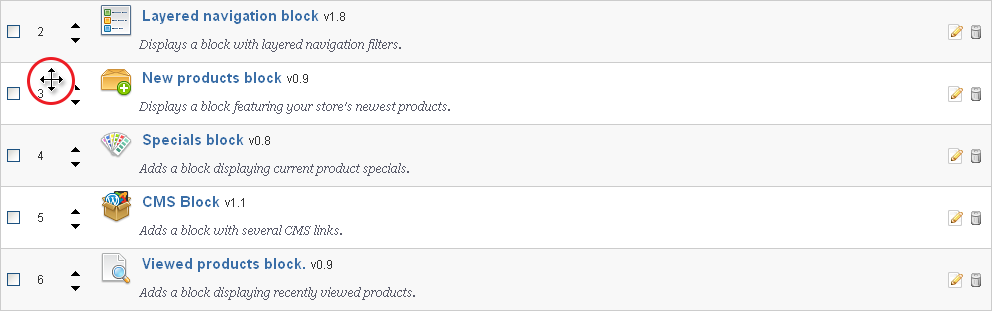 2 Layered navigation block v1.8
Displays a block with layered navigation filters.
3 New products block v0.9
Displays a block featuring your store's newest products.
4 Specials block v0.8
Adds a block displaying current product specials.
5 CMS Block v1.1
Adds a block with several CMS links.
6 Viewed products block. v0.9
Adds a block displaying recently viewed products.